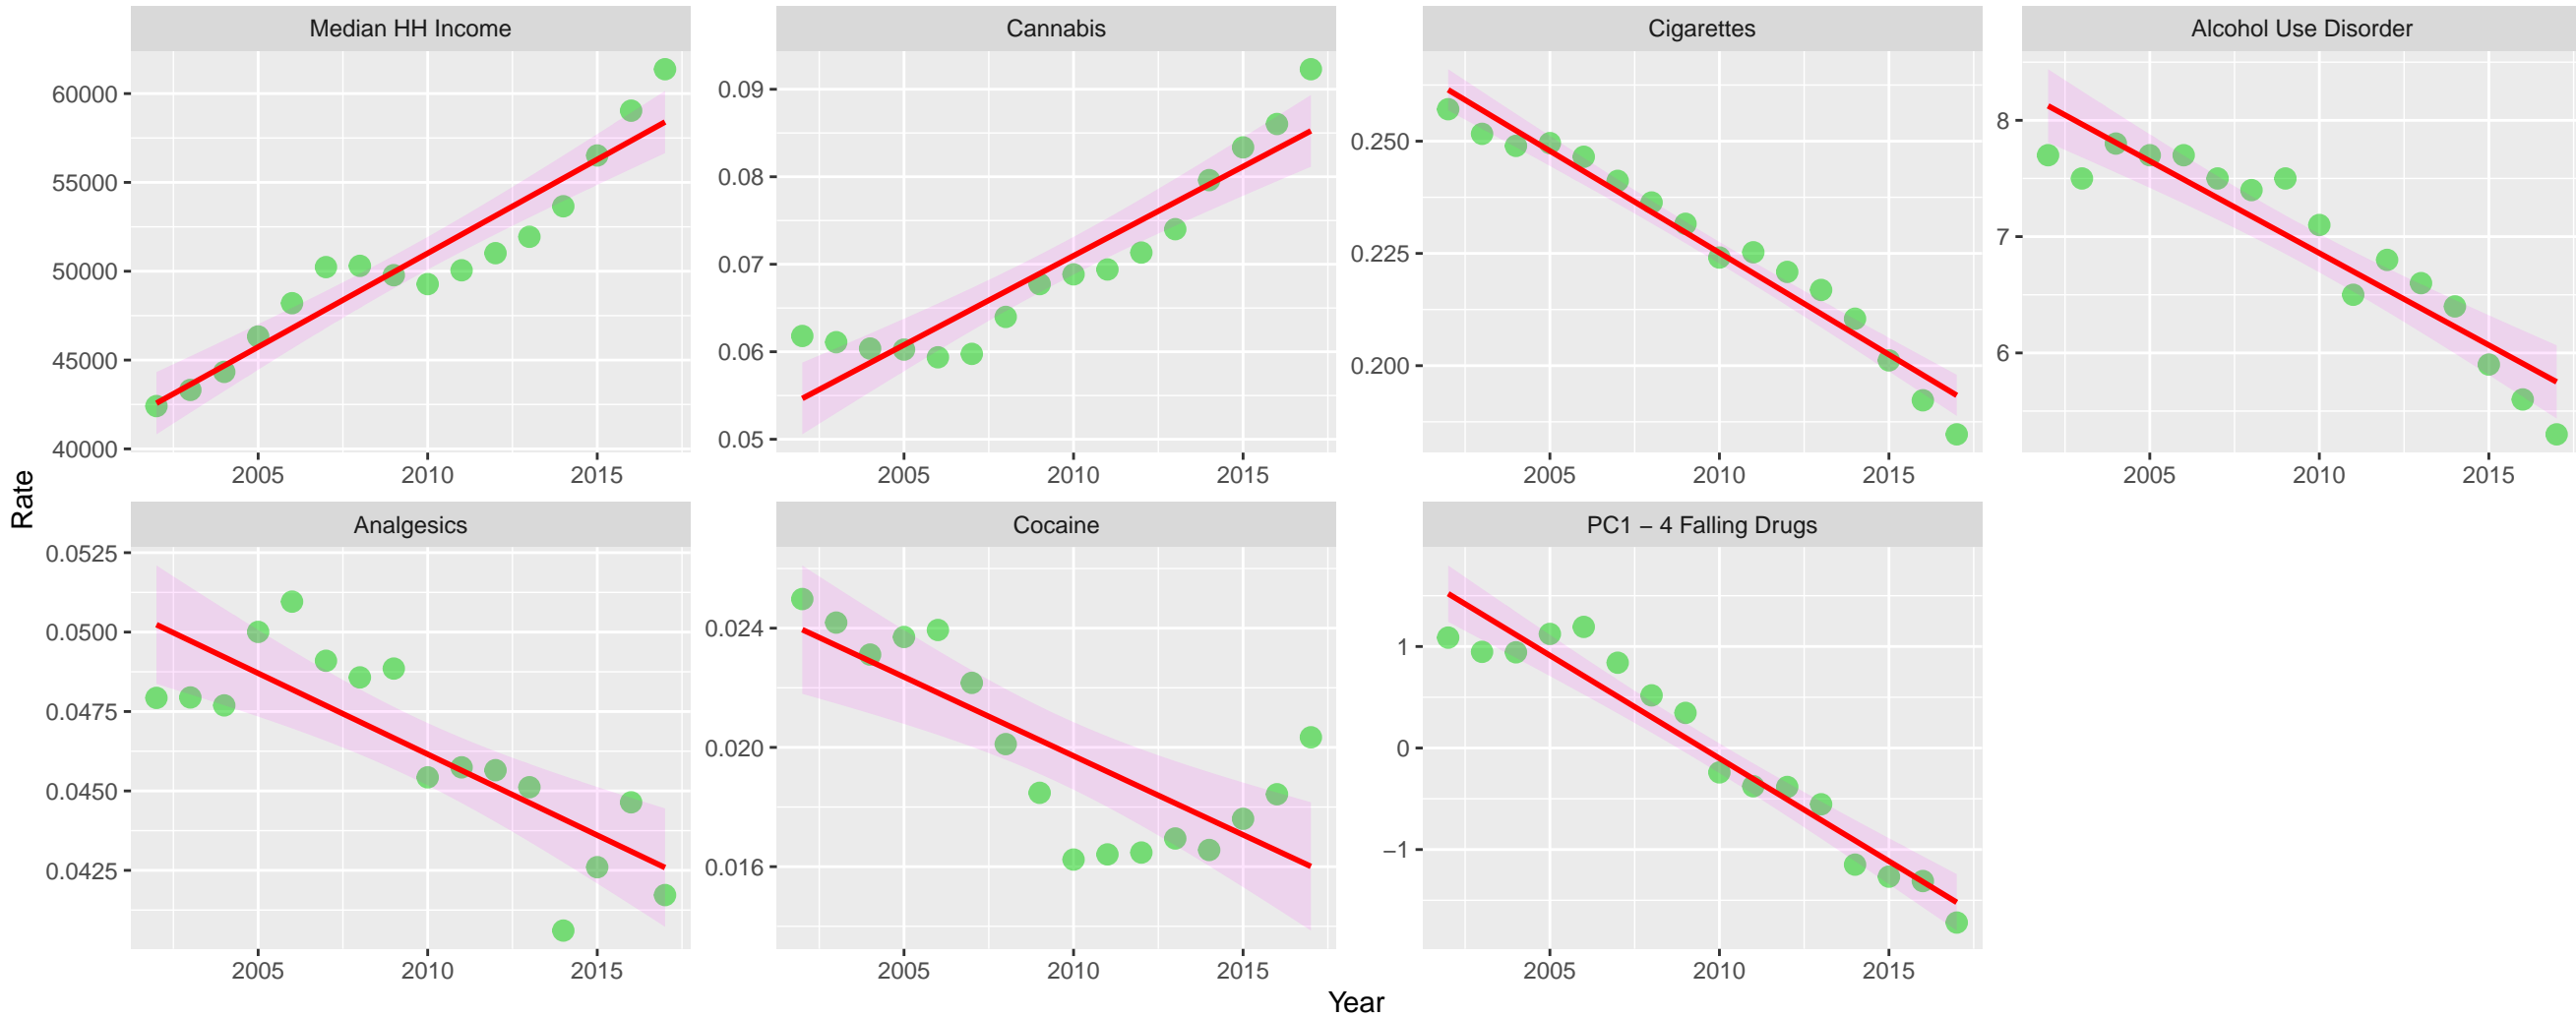 Median HH Income
Cannabis
Cigarettes
Alcohol Use Disorder
60000
55000
50000
45000
40000
0.09
0.08
0.07
0.06
0.05
0.250
0.225
0.200
8
7
6
2005 2010 2015
2005 2010 2015
2005 2010 2015
2005 2010 2015
Rate
Analgesics
Cocaine
PC1 − 4 Falling Drugs
0.0525
0.0500
0.0475
0.0450
0.0425
0.024
0.020
0.016
1
0
−1
2005 2010 2015
2005 2010 2015
2005 2010 2015
Year